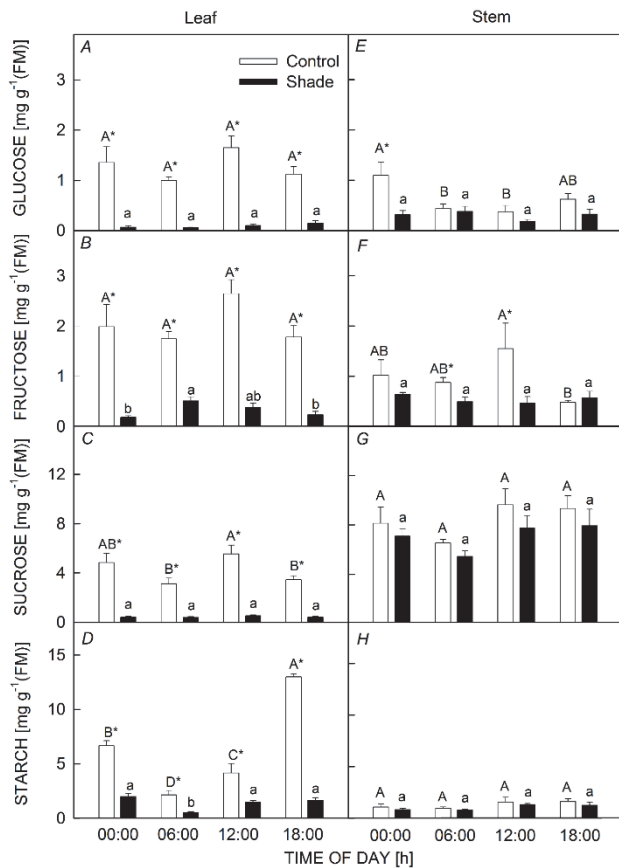 Leaf Stem
A E
Control
Shade
GLUCOSE [mg g-1(FM)]
3
2
1
0
A* A* A* A*
a a a a
A* B B AB
a a a a
B F
FRUCTOSE [mg g-1(FM)]
3
2
1
0
A* A* A* A*
b a ab b
AB AB* A* B
a a a a
C G
SUCROSE [mg g-1(FM)]
12
8
4
0
AB* B* A* B*
a a a a
A A A A
a a a a
D H
STARCH [mg g-1(FM)]
15
10
5
0
B* D* C* A*
a b a a
A A A A
a a a a
00:00 06:00 12:00 18:00 00:00 06:00 12:00 18:00
TIME OF DAY [h]